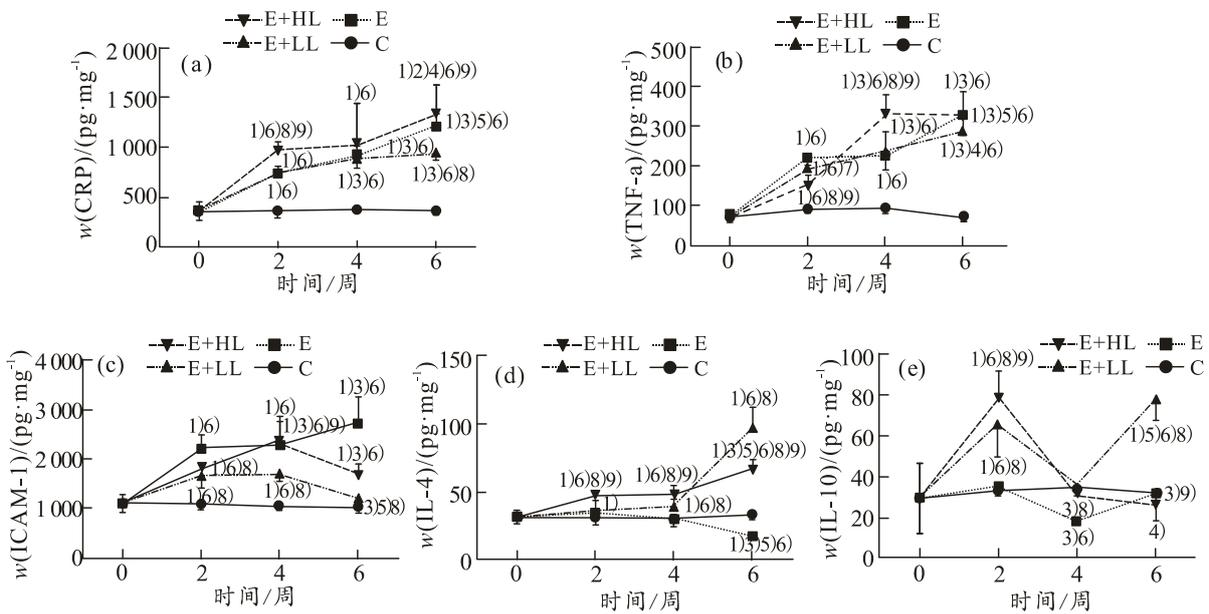 E+HL E
E+LL C
(a)
w(CRP)/(pg·mg⁻¹)
2 000
1 500
1 000
500
0
1)6)8)9)
1)6)
1)6)
1)6)
1)3)6)
1)3)6)
1)2)4)6)9)
1)3)5)6)
1)3)6)8)
0 2 4 6
时间/周
E+HL E
E+LL C
(b)
w(TNF-a)/(pg·mg⁻¹)
500
400
300
200
100
0
1)6)
1)6)7)
1)6)8)9)
1)3)6)8)9)
1)3)6)
1)6)
1)3)6)
1)3)5)6)
1)3)4)6)
0 2 4 6
时间/周
E+HL E
E+LL C
(c)
w(ICAM-1)/(pg·mg⁻¹)
4 000
3 000
2 000
1 000
0
1)6)
1)6)8)
1)6)8)
1)6)
1)3)6)9)
1)6)8)
1)3)6)
1)3)6)
3)5)8)
0 2 4 6
时间/周
E+HL E
E+LL C
(d)
w(IL-4)/(pg·mg⁻¹)
150
100
50
0
1)6)8)9)
1)
1)6)8)9)
1)6)8)
1)6)8)
1)3)5)6)8)9)
1)3)5)6)
0 2 4 6
时间/周
E+HL E
E+LL C
(e)
w(IL-10)/(pg·mg⁻¹)
100
80
60
40
20
0
1)6)8)9)
1)6)8)
3)8)
3)6)
1)5)6)8)
3)9)
4)
0 2 4 6
时间/周